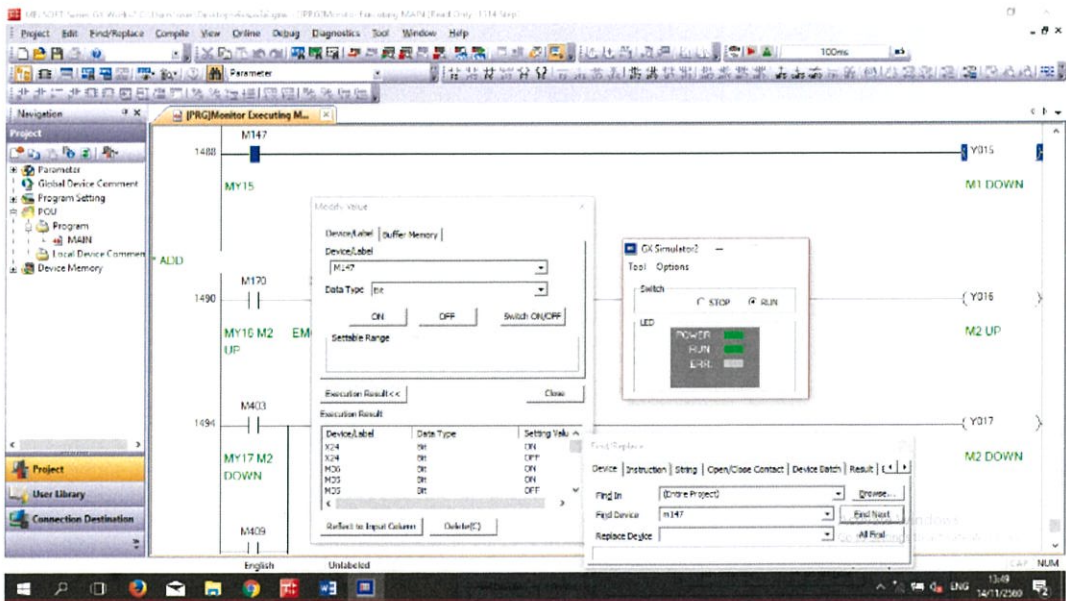 Project Edit Find/Replace Compile View Online Debug Diagnostics Tool Window Help
100ms
Parameter
Navigation
[PRG]Monitor Executing M...
Project
Parameter
Global Device Comment
Program Setting
POU
Program
MAIN
Local Device Commen
Device Memory
Project
User Library
Connection Destination
M147
1488
Y015
MY15
M1 DOWN
* ADD
M170
1490
Y016
MY16 M2
UP
EM
M2 UP
M403
1494
Y017
MY17 M2
DOWN
M2 DOWN
M409
Modify Value
Device/Label Buffer Memory
Device/Label
M147
Data Type Bit
ON OFF Switch ON/OFF
Settable Range
Execution Result<< Close
Execution Result
Device/Label Data Type Setting Valu
X24 Bit ON
X24 Bit OFF
M36 Bit ON
M35 Bit ON
M35 Bit OFF
Reflect to Input Column Delete(C)
GX Simulator2
Tool Options
Switch
STOP RUN
LED
POWER
RUN
ERR.
Find/Replace
Device Instruction String Open/Close Contact Device Batch Result
Find In (Entire Project) Browse...
Find Device m147 Find Next
Replace Device All Find
English Unlabeled
CAP NUM
ENG
13:49
14/11/2560